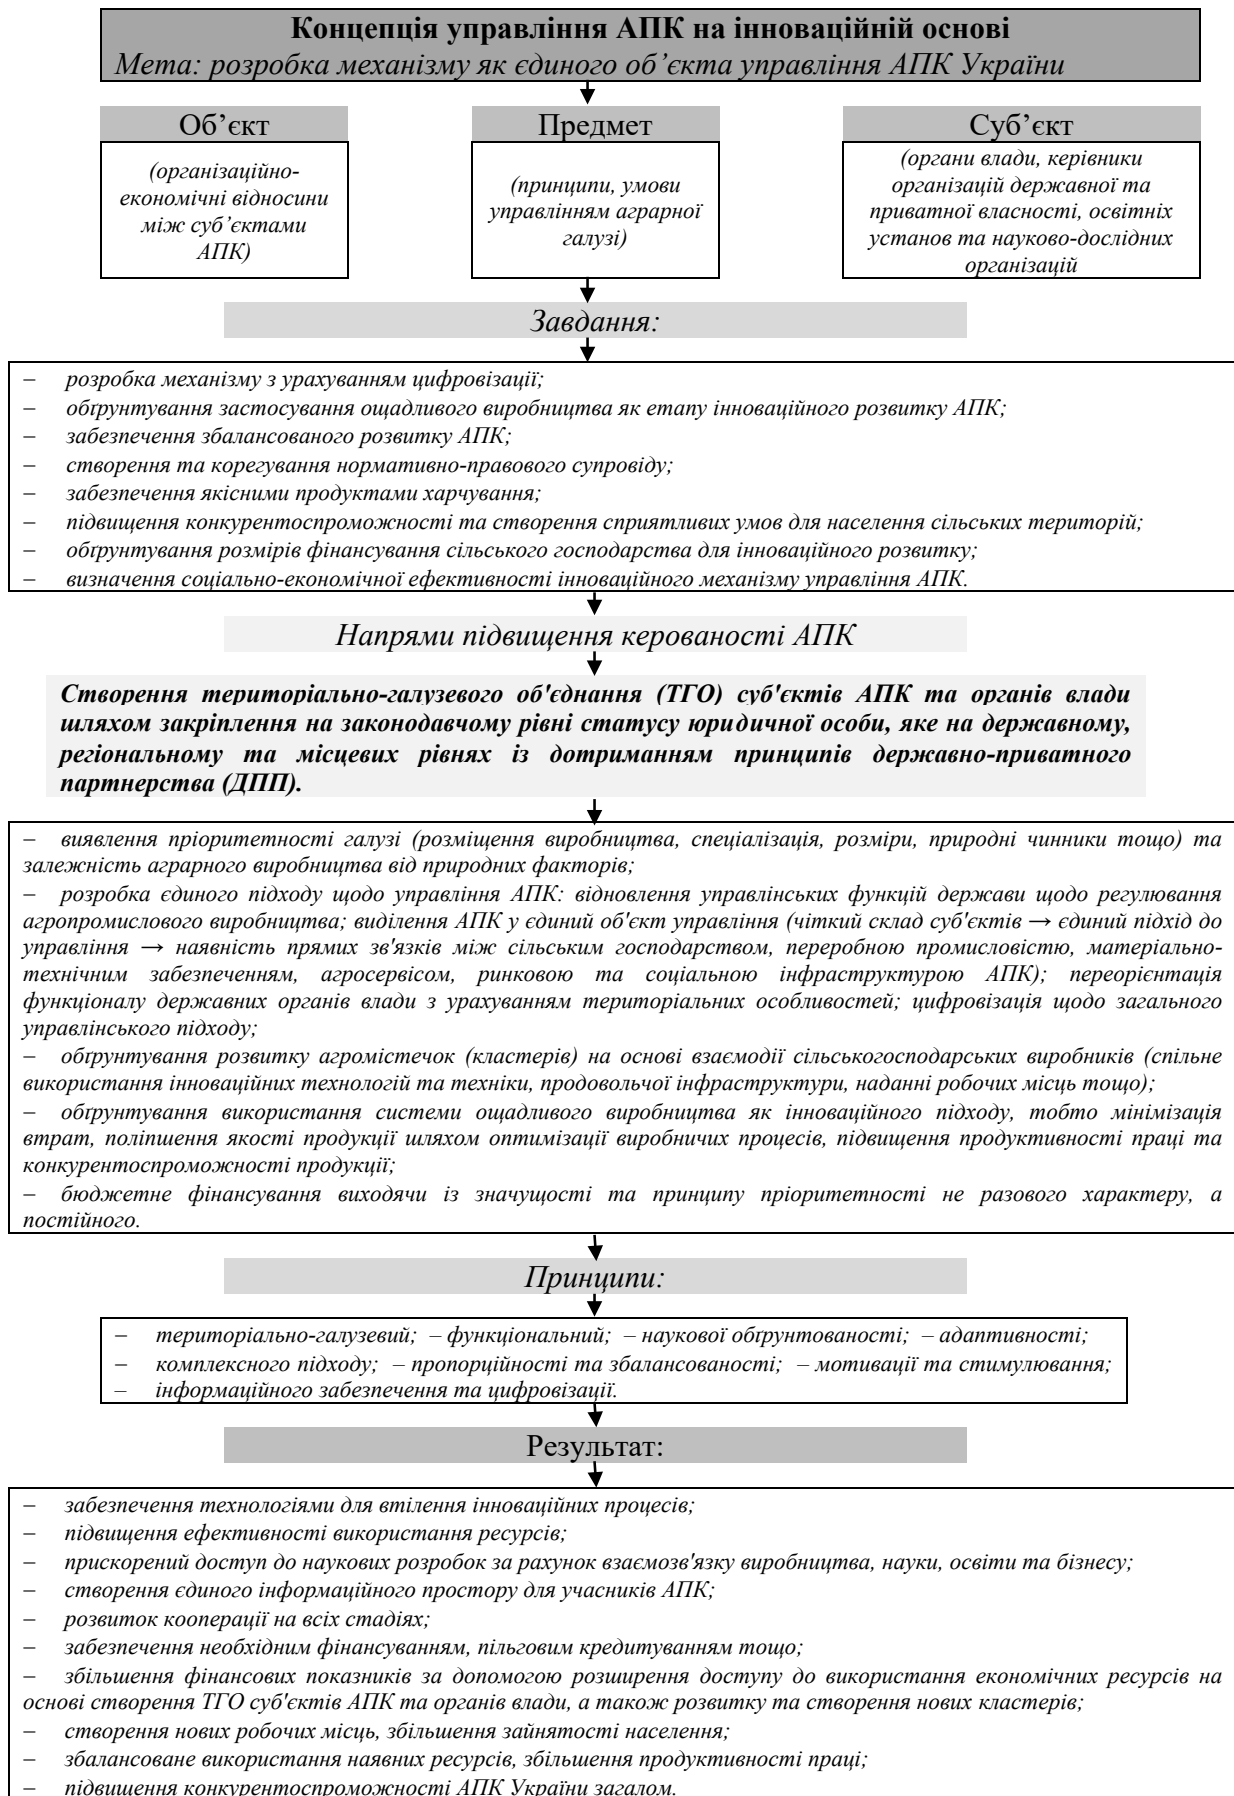 Концепція управління АПК на інноваційній основі
Мета: розробка механізму як єдиного об’єкта управління АПК України
Об’єкт
(організаційно-
економічні відносини
між суб’єктами
АПК)
Предмет
(принципи, умови
управлінням аграрної
галузі)
Суб’єкт
(органи влади, керівники
організацій державної та
приватної власності, освітніх
установ та науково-дослідних
організацій
Завдання:
– розробка механізму з урахуванням цифровізації;
– обґрунтування застосування ощадливого виробництва як етапу інноваційного розвитку АПК;
– забезпечення збалансованого розвитку АПК;
– створення та корегування нормативно-правового супровіду;
– забезпечення якісними продуктами харчування;
– підвищення конкурентоспроможності та створення сприятливих умов для населення сільських територій;
– обґрунтування розмірів фінансування сільського господарства для інноваційного розвитку;
– визначення соціально-економічної ефективності інноваційного механізму управління АПК.
Напрями підвищення керованості АПК
Створення територіально-галузевого об'єднання (ТГО) суб'єктів АПК та органів влади
шляхом закріплення на законодавчому рівні статусу юридичної особи, яке на державному,
регіональному та місцевих рівнях із дотриманням принципів державно-приватного
партнерства (ДПП).
– виявлення пріоритетності галузі (розміщення виробництва, спеціалізація, розміри, природні чинники тощо) та
залежність аграрного виробництва від природних факторів;
– розробка єдиного підходу щодо управління АПК: відновлення управлінських функцій держави щодо регулювання
агропромислового виробництва; виділення АПК у єдиний об'єкт управління (чіткий склад суб'єктів → єдиний підхід до
управління → наявність прямих зв'язків між сільським господарством, переробною промисловістю, матеріально-
технічним забезпеченням, агросервісом, ринковою та соціальною інфраструктурою АПК); переорієнтація
функціоналу державних органів влади з урахуванням територіальних особливостей; цифровізація щодо загального
управлінського підходу;
– обґрунтування розвитку агромістечок (кластерів) на основі взаємодії сільськогосподарських виробників (спільне
використання інноваційних технологій та техніки, продовольчої інфраструктури, наданні робочих місць тощо);
– обґрунтування використання системи ощадливого виробництва як інноваційного підходу, тобто мінімізація
втрат, поліпшення якості продукції шляхом оптимізації виробничих процесів, підвищення продуктивності праці та
конкурентоспроможності продукції;
– бюджетне фінансування виходячи із значущості та принципу пріоритетності не разового характеру, а
постійного.
Принципи:
– територіально-галузевий; – функціональний; – наукової обґрунтованості; – адаптивності;
– комплексного підходу; – пропорційності та збалансованості; – мотивації та стимулювання;
– інформаційного забезпечення та цифровізації.
Результат:
– забезпечення технологіями для втілення інноваційних процесів;
– підвищення ефективності використання ресурсів;
– прискорений доступ до наукових розробок за рахунок взаємозв'язку виробництва, науки, освіти та бізнесу;
– створення єдиного інформаційного простору для учасників АПК;
– розвиток кооперації на всіх стадіях;
– забезпечення необхідним фінансуванням, пільговим кредитуванням тощо;
– збільшення фінансових показників за допомогою розширення доступу до використання економічних ресурсів на
основі створення ТГО суб'єктів АПК та органів влади, а також розвитку та створення нових кластерів;
– створення нових робочих місць, збільшення зайнятості населення;
– збалансоване використання наявних ресурсів, збільшення продуктивності праці;
– підвищення конкурентоспроможності АПК України загалом.